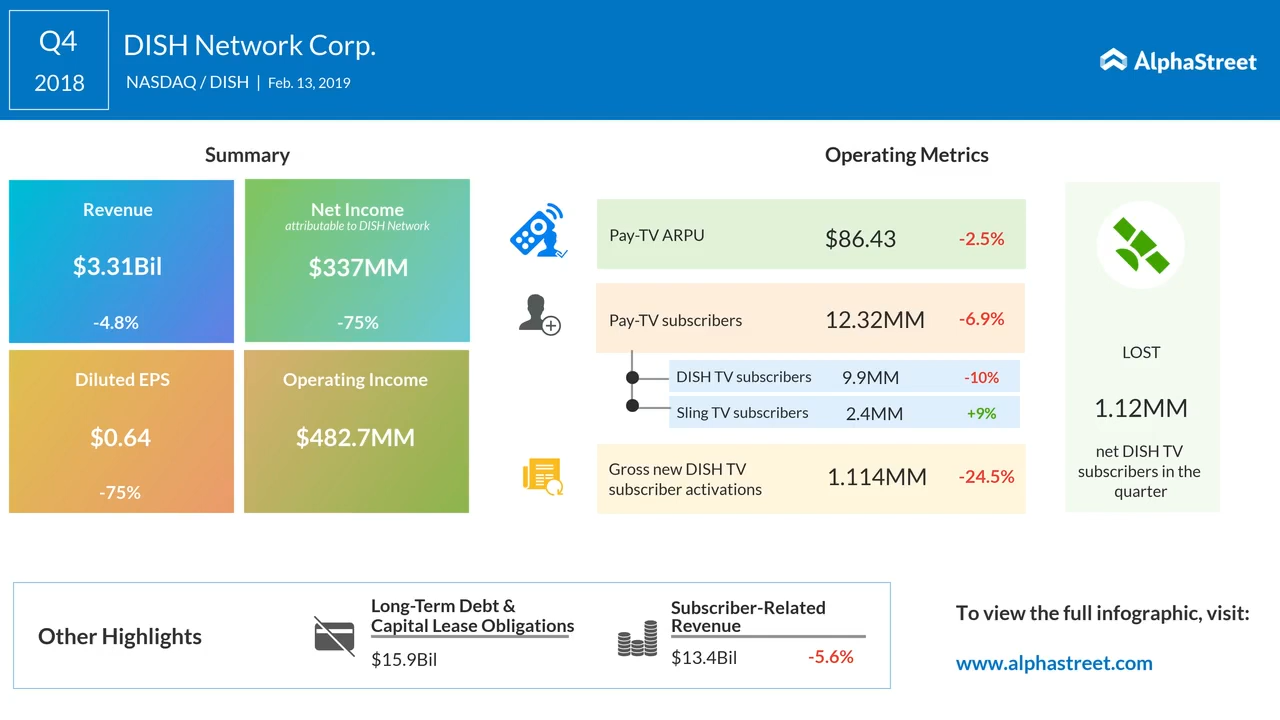 Q4
2018
DISH Network Corp.
NASDAQ / DISH | Feb. 13, 2019
AlphaStreet
Summary
Revenue
$3.31Bil
-4.8%
Net Income
attributable to DISH Network
$337MM
-75%
Diluted EPS
$0.64
-75%
Operating Income
$482.7MM
Operating Metrics
Pay-TV ARPU $86.43 -2.5%
Pay-TV subscribers 12.32MM -6.9%
DISH TV subscribers 9.9MM -10%
Sling TV subscribers 2.4MM +9%
Gross new DISH TV
subscriber activations
1.114MM -24.5%
LOST
1.12MM
net DISH TV
subscribers in the
quarter
Other Highlights
Long-Term Debt &
Capital Lease Obligations
$15.9Bil
Subscriber-Related
Revenue
$13.4Bil -5.6%
To view the full infographic, visit:
www.alphastreet.com